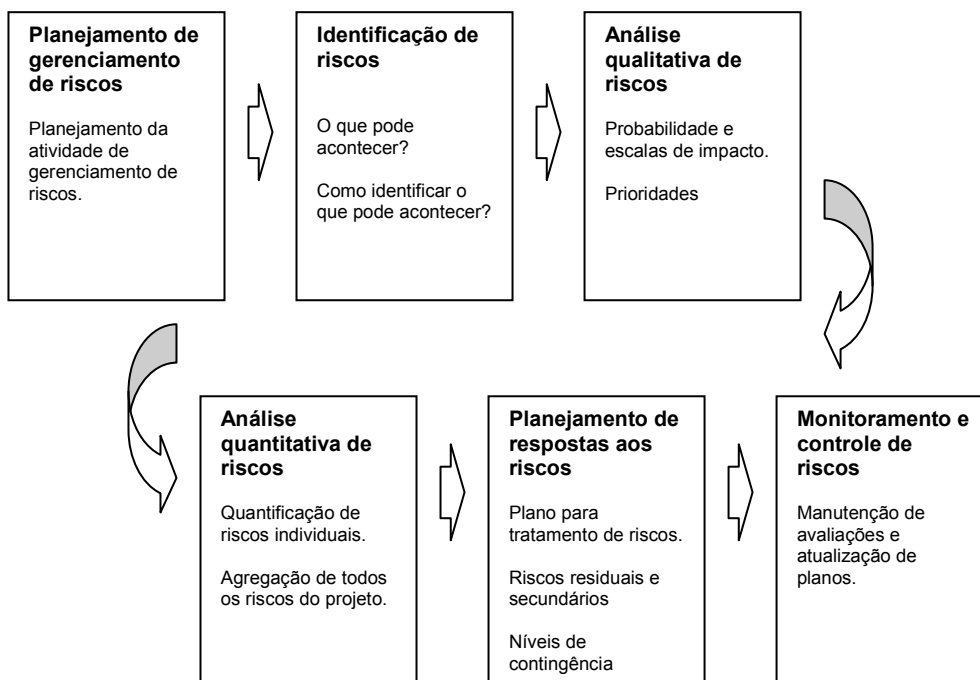 Planejamento de
gerenciamento
de riscos
Planejamento da
atividade de
gerenciamento de
riscos.
Identificação de
riscos
O que pode
acontecer?
Como identificar o
que pode acontecer?
Análise
qualitativa de
riscos
Probabilidade e
escalas de impacto.
Prioridades
Análise
quantitativa de
riscos
Quantificação de
riscos individuais.
Agregação de todos
os riscos do projeto.
Planejamento de
respostas aos
riscos
Plano para
tratamento de riscos.
Riscos residuais e
secundários
Níveis de
contingência
Monitoramento e
controle de
riscos
Manutenção de
avaliações e
atualização de
planos.